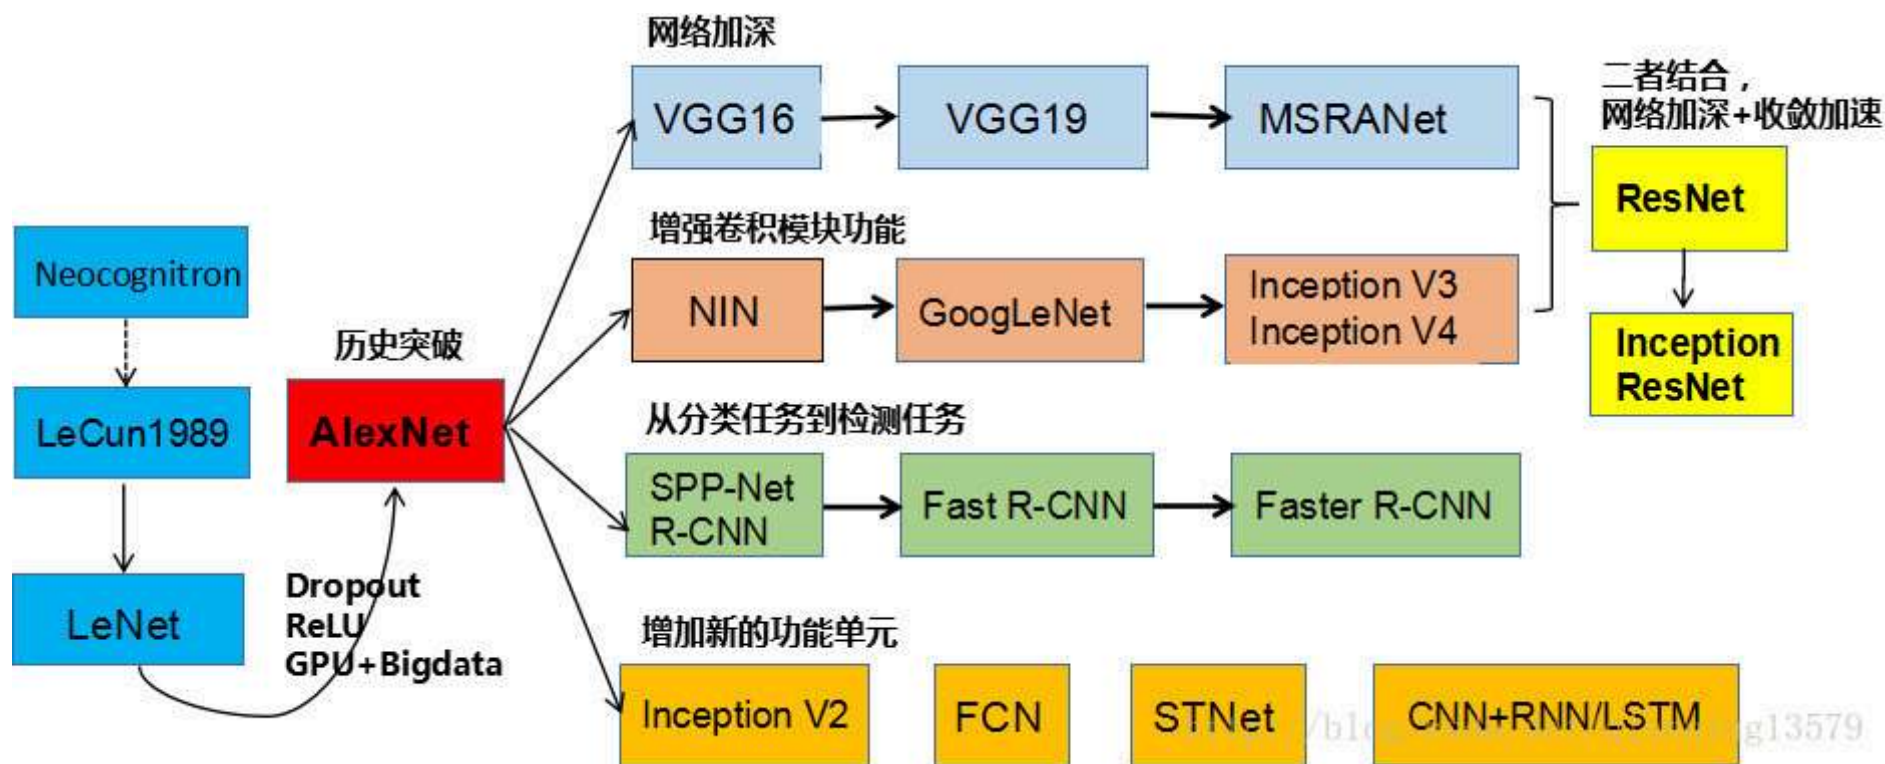 网络加深
VGG16
VGG19
MSRANet
二者结合，
网络加深+收敛加速
ResNet
Inception
ResNet
增强卷积模块功能
NIN
GoogLeNet
Inception V3
Inception V4
Neocognitron
LeCun1989
LeNet
历史突破
AlexNet
Dropout
ReLU
GPU+Bigdata
从分类任务到检测任务
SPP-Net
R-CNN
Fast R-CNN
Faster R-CNN
增加新的功能单元
Inception V2
FCN
STNet
CNN+RNN/LSTM
g13579